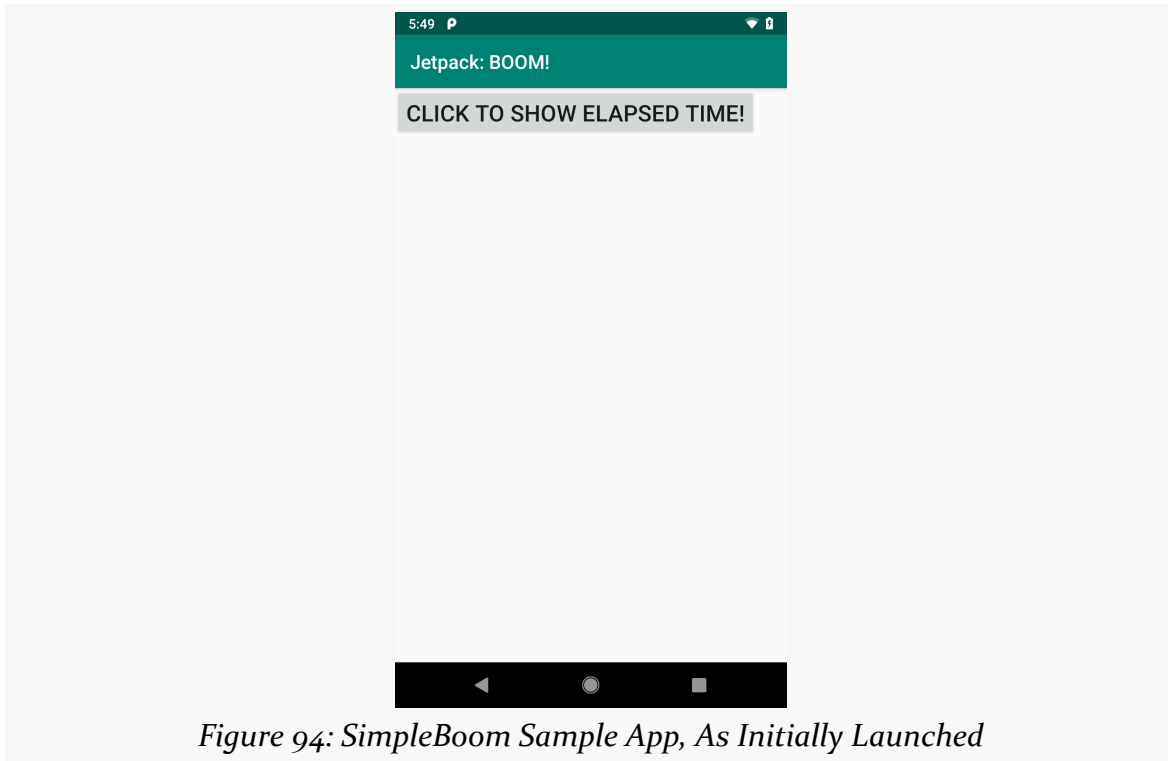 5:49
Jetpack: BOOM!
CLICK TO SHOW ELAPSED TIME!
Figure 94: SimpleBoom Sample App, As Initially Launched